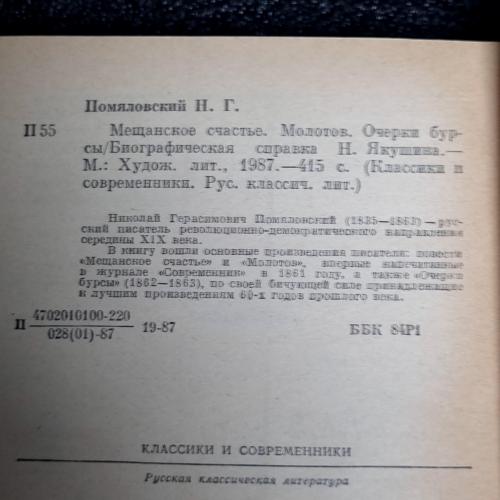 Помяловский Н. Г.
П 55 Мещанское счастье. Молотов. Очерки бур-
сы/Биографическая справка Н. Якушина.—
М.: Худож. лит., 1987.—415 с. (Классики и
современники. Рус. классич. лит.)
Николай Герасимович Помяловский (1835—1863) — рус-
ский писатель революционно-демократического направления
середины XIX века.
В книгу вошли основные произведения писателя: повести
«Мещанское счастье» и «Молотов», впервые напечатанные
в журнале «Современник» в 1861 году, а также «Очерки
бурсы» (1862—1863), по своей бичующей силе принадлежащие
к лучшим произведениям 60-х годов прошлого века.
П 4702010100-220
028(01)-87 19-87 ББК 84Р1
КЛАССИКИ И СОВРЕМЕННИКИ
Русская классическая литература